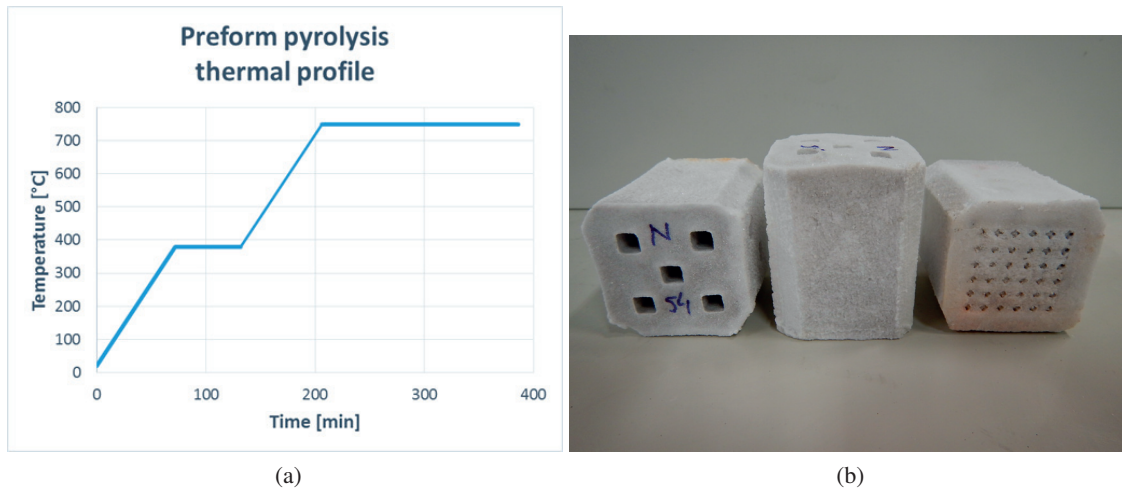 Preform pyrolysis
thermal profile
Temperature [°C]
800
700
600
500
400
300
200
100
0
0 100 200 300 400
Time [min]
(a)
N
54
N
(b)